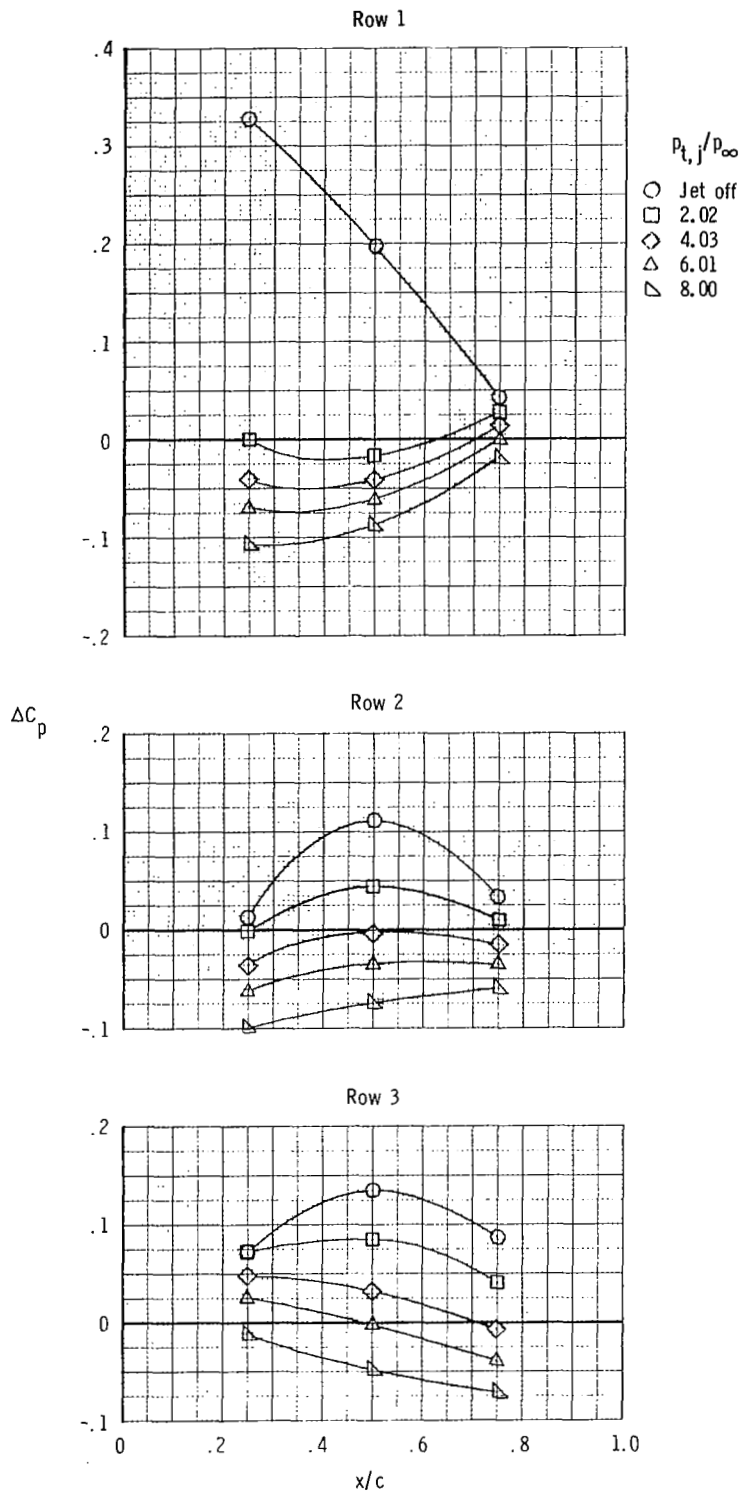 Row 1
.4
.3
.2
.1
0
-.1
-.2
p_{t,j}/p_∞
Jet off
2.02
4.03
6.01
8.00
ΔC_p
Row 2
.2
.1
0
-.1
Row 3
.2
.1
0
-.1
0 .2 .4 .6 .8 1.0
x/c